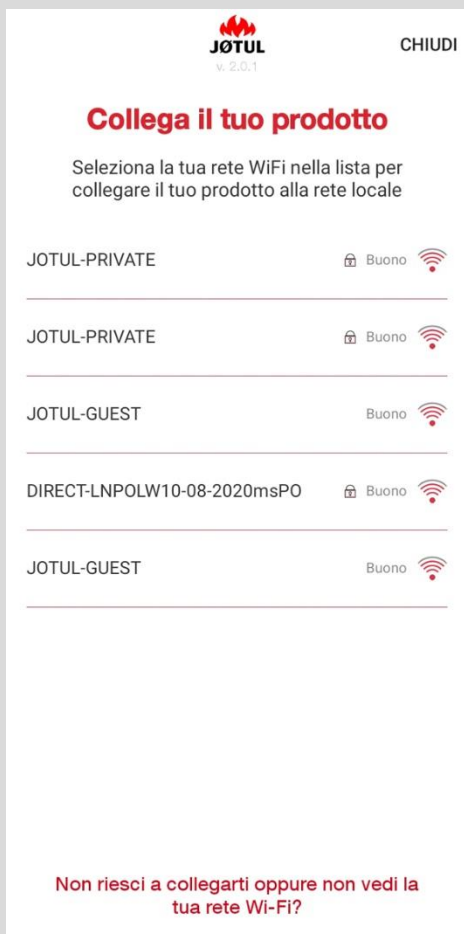 JØTUL
CHIUDI
v. 2.0.1
Collega il tuo prodotto
Seleziona la tua rete WiFi nella lista per
collegare il tuo prodotto alla rete locale
JOTUL-PRIVATE Buono
JOTUL-PRIVATE Buono
JOTUL-GUEST Buono
DIRECT-LNPOLW10-08-2020msPO Buono
JOTUL-GUEST Buono
Non riesci a collegarti oppure non vedi la
tua rete Wi-Fi?